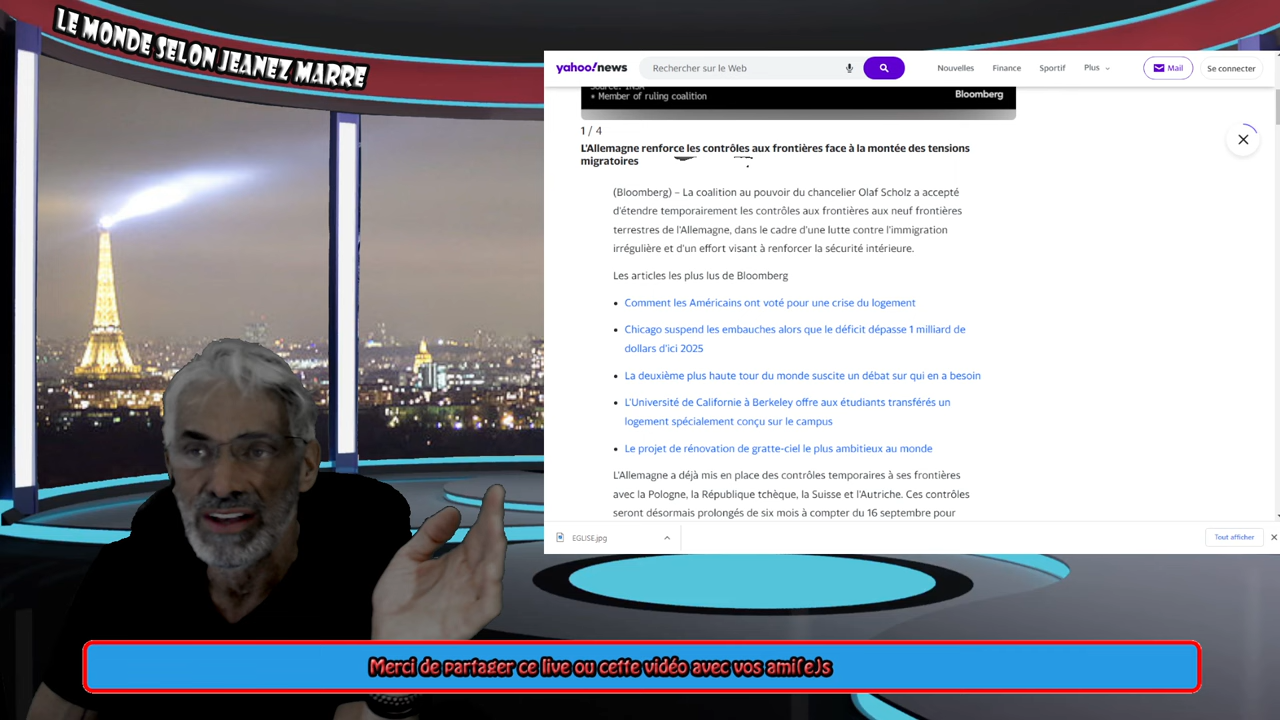 LE MONDE SELON JEANEZ MARRE
yahoo!news
Rechercher sur le Web
Nouvelles
Finance
Sportif
Plus
Mail
Se connecter
* Member of ruling coalition
Bloomberg
1 / 4
L'Allemagne renforce les contrôles aux frontières face à la montée des tensions
migratoires
(Bloomberg) – La coalition au pouvoir du chancelier Olaf Scholz a accepté
d'étendre temporairement les contrôles aux frontières aux neuf frontières
terrestres de l'Allemagne, dans le cadre d'une lutte contre l'immigration
irrégulière et d'un effort visant à renforcer la sécurité intérieure.
Les articles les plus lus de Bloomberg
• Comment les Américains ont voté pour une crise du logement
• Chicago suspend les embauches alors que le déficit dépasse 1 milliard de
dollars d'ici 2025
• La deuxième plus haute tour du monde suscite un débat sur qui en a besoin
• L'Université de Californie à Berkeley offre aux étudiants transférés un
logement spécialement conçu sur le campus
• Le projet de rénovation de gratte-ciel le plus ambitieux au monde
L'Allemagne a déjà mis en place des contrôles temporaires à ses frontières
avec la Pologne, la République tchèque, la Suisse et l'Autriche. Ces contrôles
seront désormais prolongés de six mois à compter du 16 septembre pour
EGLISE.jpg
Tout afficher
Merci de partager ce live ou cette vidéo avec vos ami(e)s